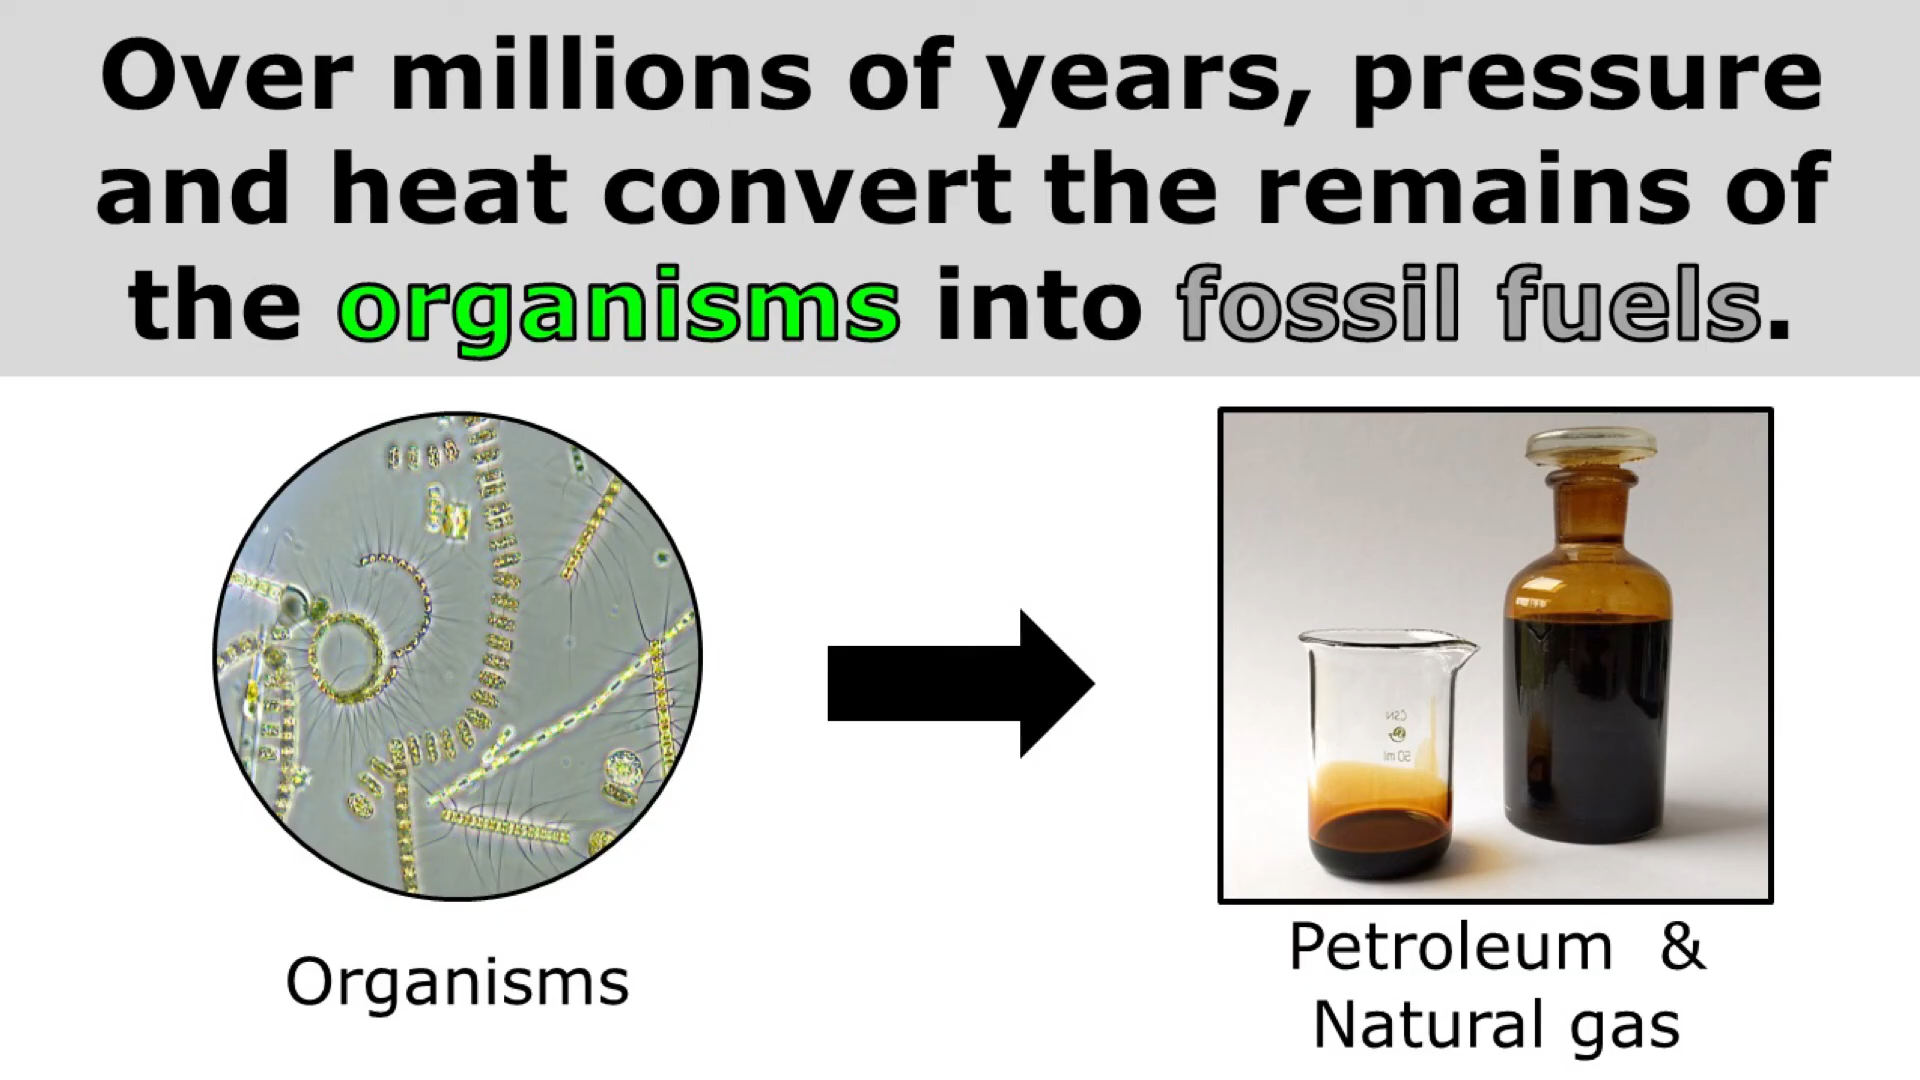 Over millions of years, pressure
and heat convert the remains of
the organisms into fossil fuels.
Organisms
Petroleum &
Natural gas